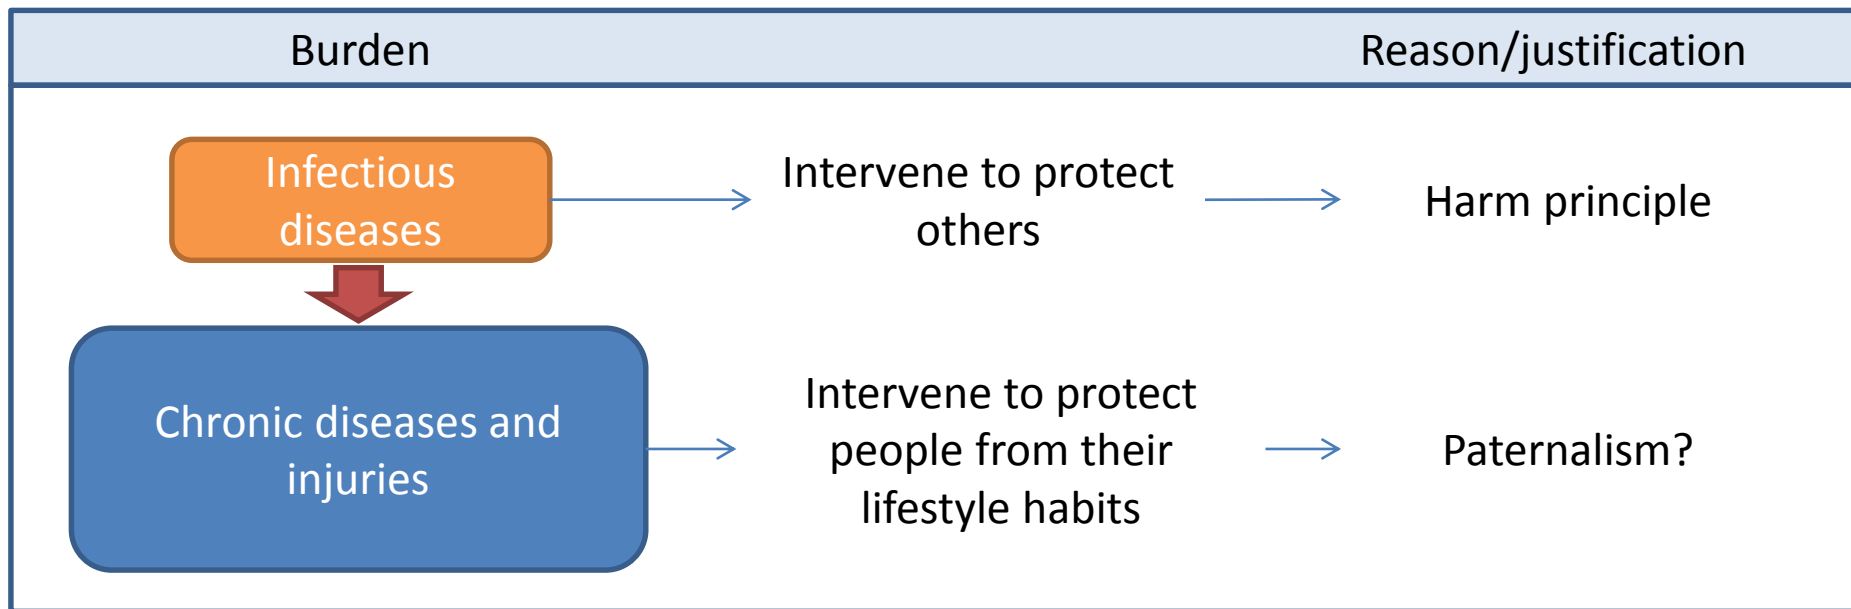 Burden
Reason/justification
Infectious
diseases
Intervene to protect
others
Harm principle
Chronic diseases and
injuries
Intervene to protect
people from their
lifestyle habits
Paternalism?